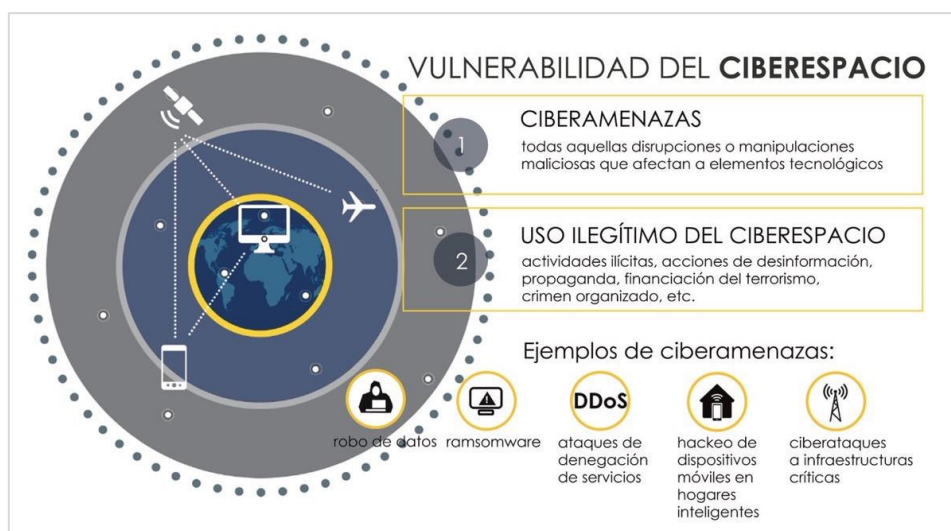 VULNERABILIDAD DEL CIBERESPACIO
1
CIBERAMENAZAS
todas aquellas disrupciones o manipulaciones
maliciosas que afectan a elementos tecnológicos
2
USO ILEGÍTIMO DEL CIBERESPACIO
actividades ilícitas, acciones de desinformación,
propaganda, financiación del terrorismo,
crimen organizado, etc.
Ejemplos de ciberamenazas:
robo de datos
ramsomware
DDoS
ataques de
denegación
de servicios
hackeo de
dispositivos
móviles en
hogares
inteligentes
ciberataques
a infraestructuras
críticas